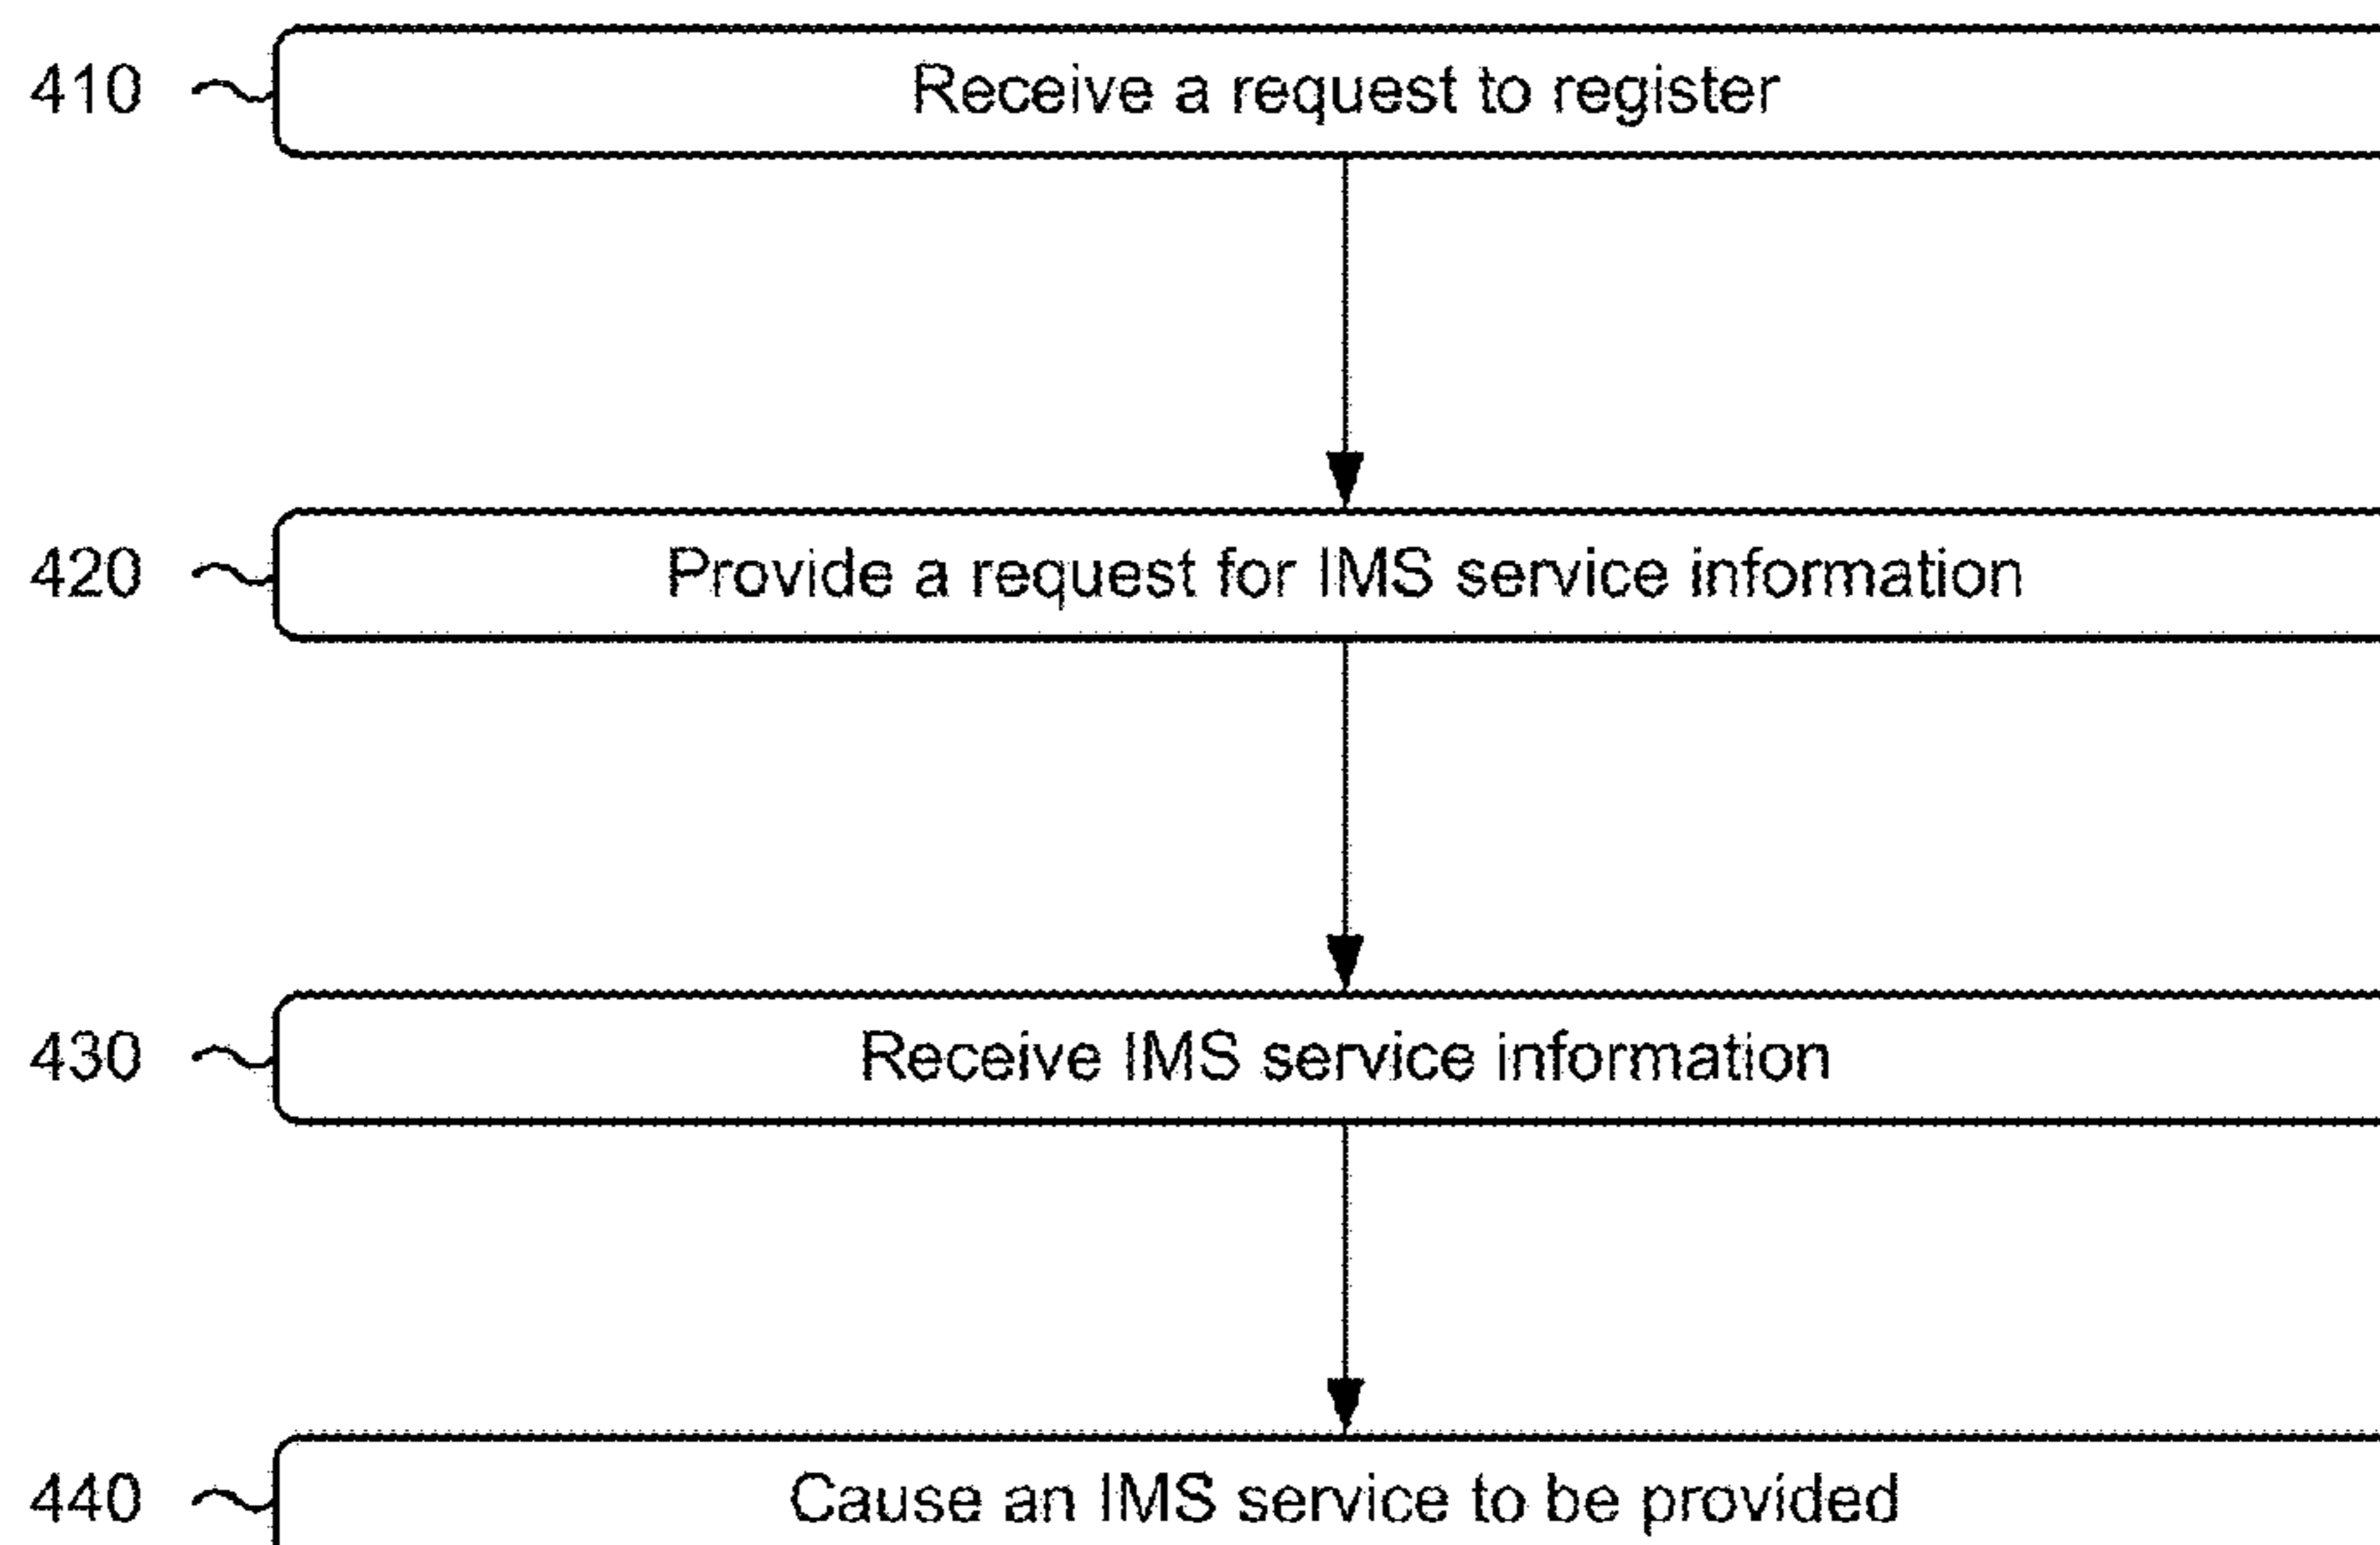 410 Receive a request to register
420 Provide a request for IMS service information
430 Receive IMS service information
440 Cause an IMS service to be provided